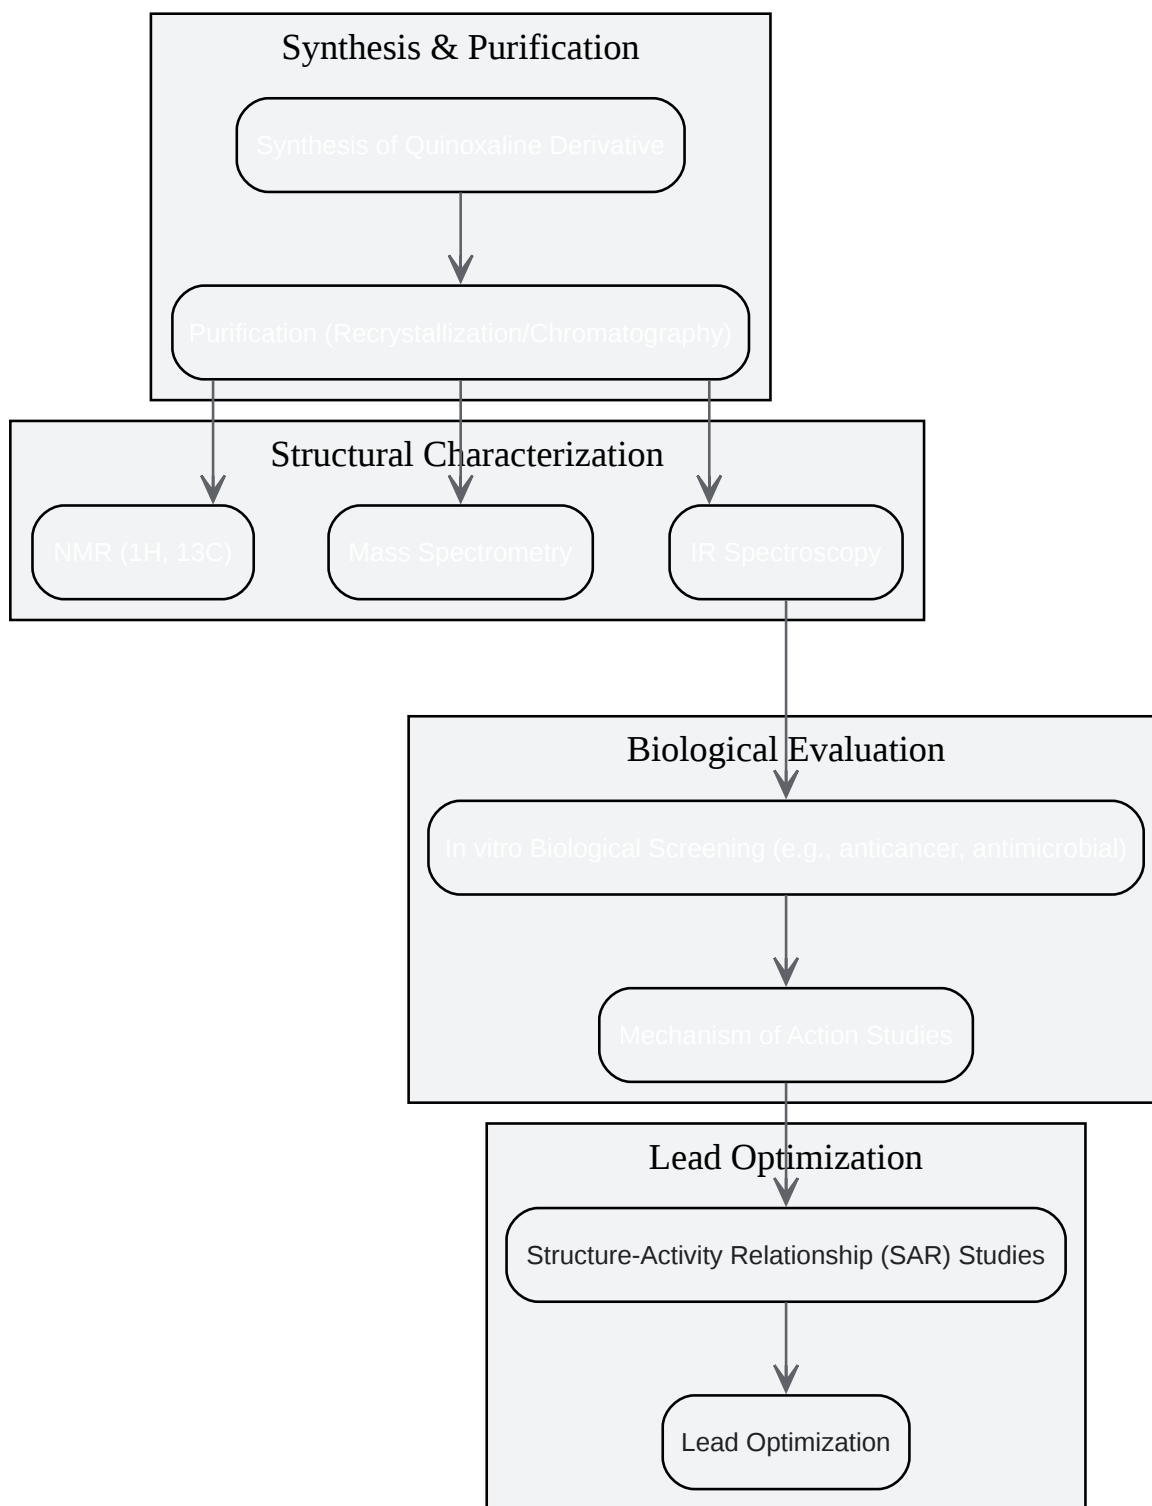 Synthesis & Purification
Synthesis of Quinoxaline Derivative
Purification (Recrystallization/Chromatography)
Structural Characterization
NMR (1H, 13C)
Mass Spectrometry
IR Spectroscopy
Biological Evaluation
In vitro Biological Screening (e.g., anticancer, antimicrobial)
Mechanism of Action Studies
Lead Optimization
Structure-Activity Relationship (SAR) Studies
Lead Optimization